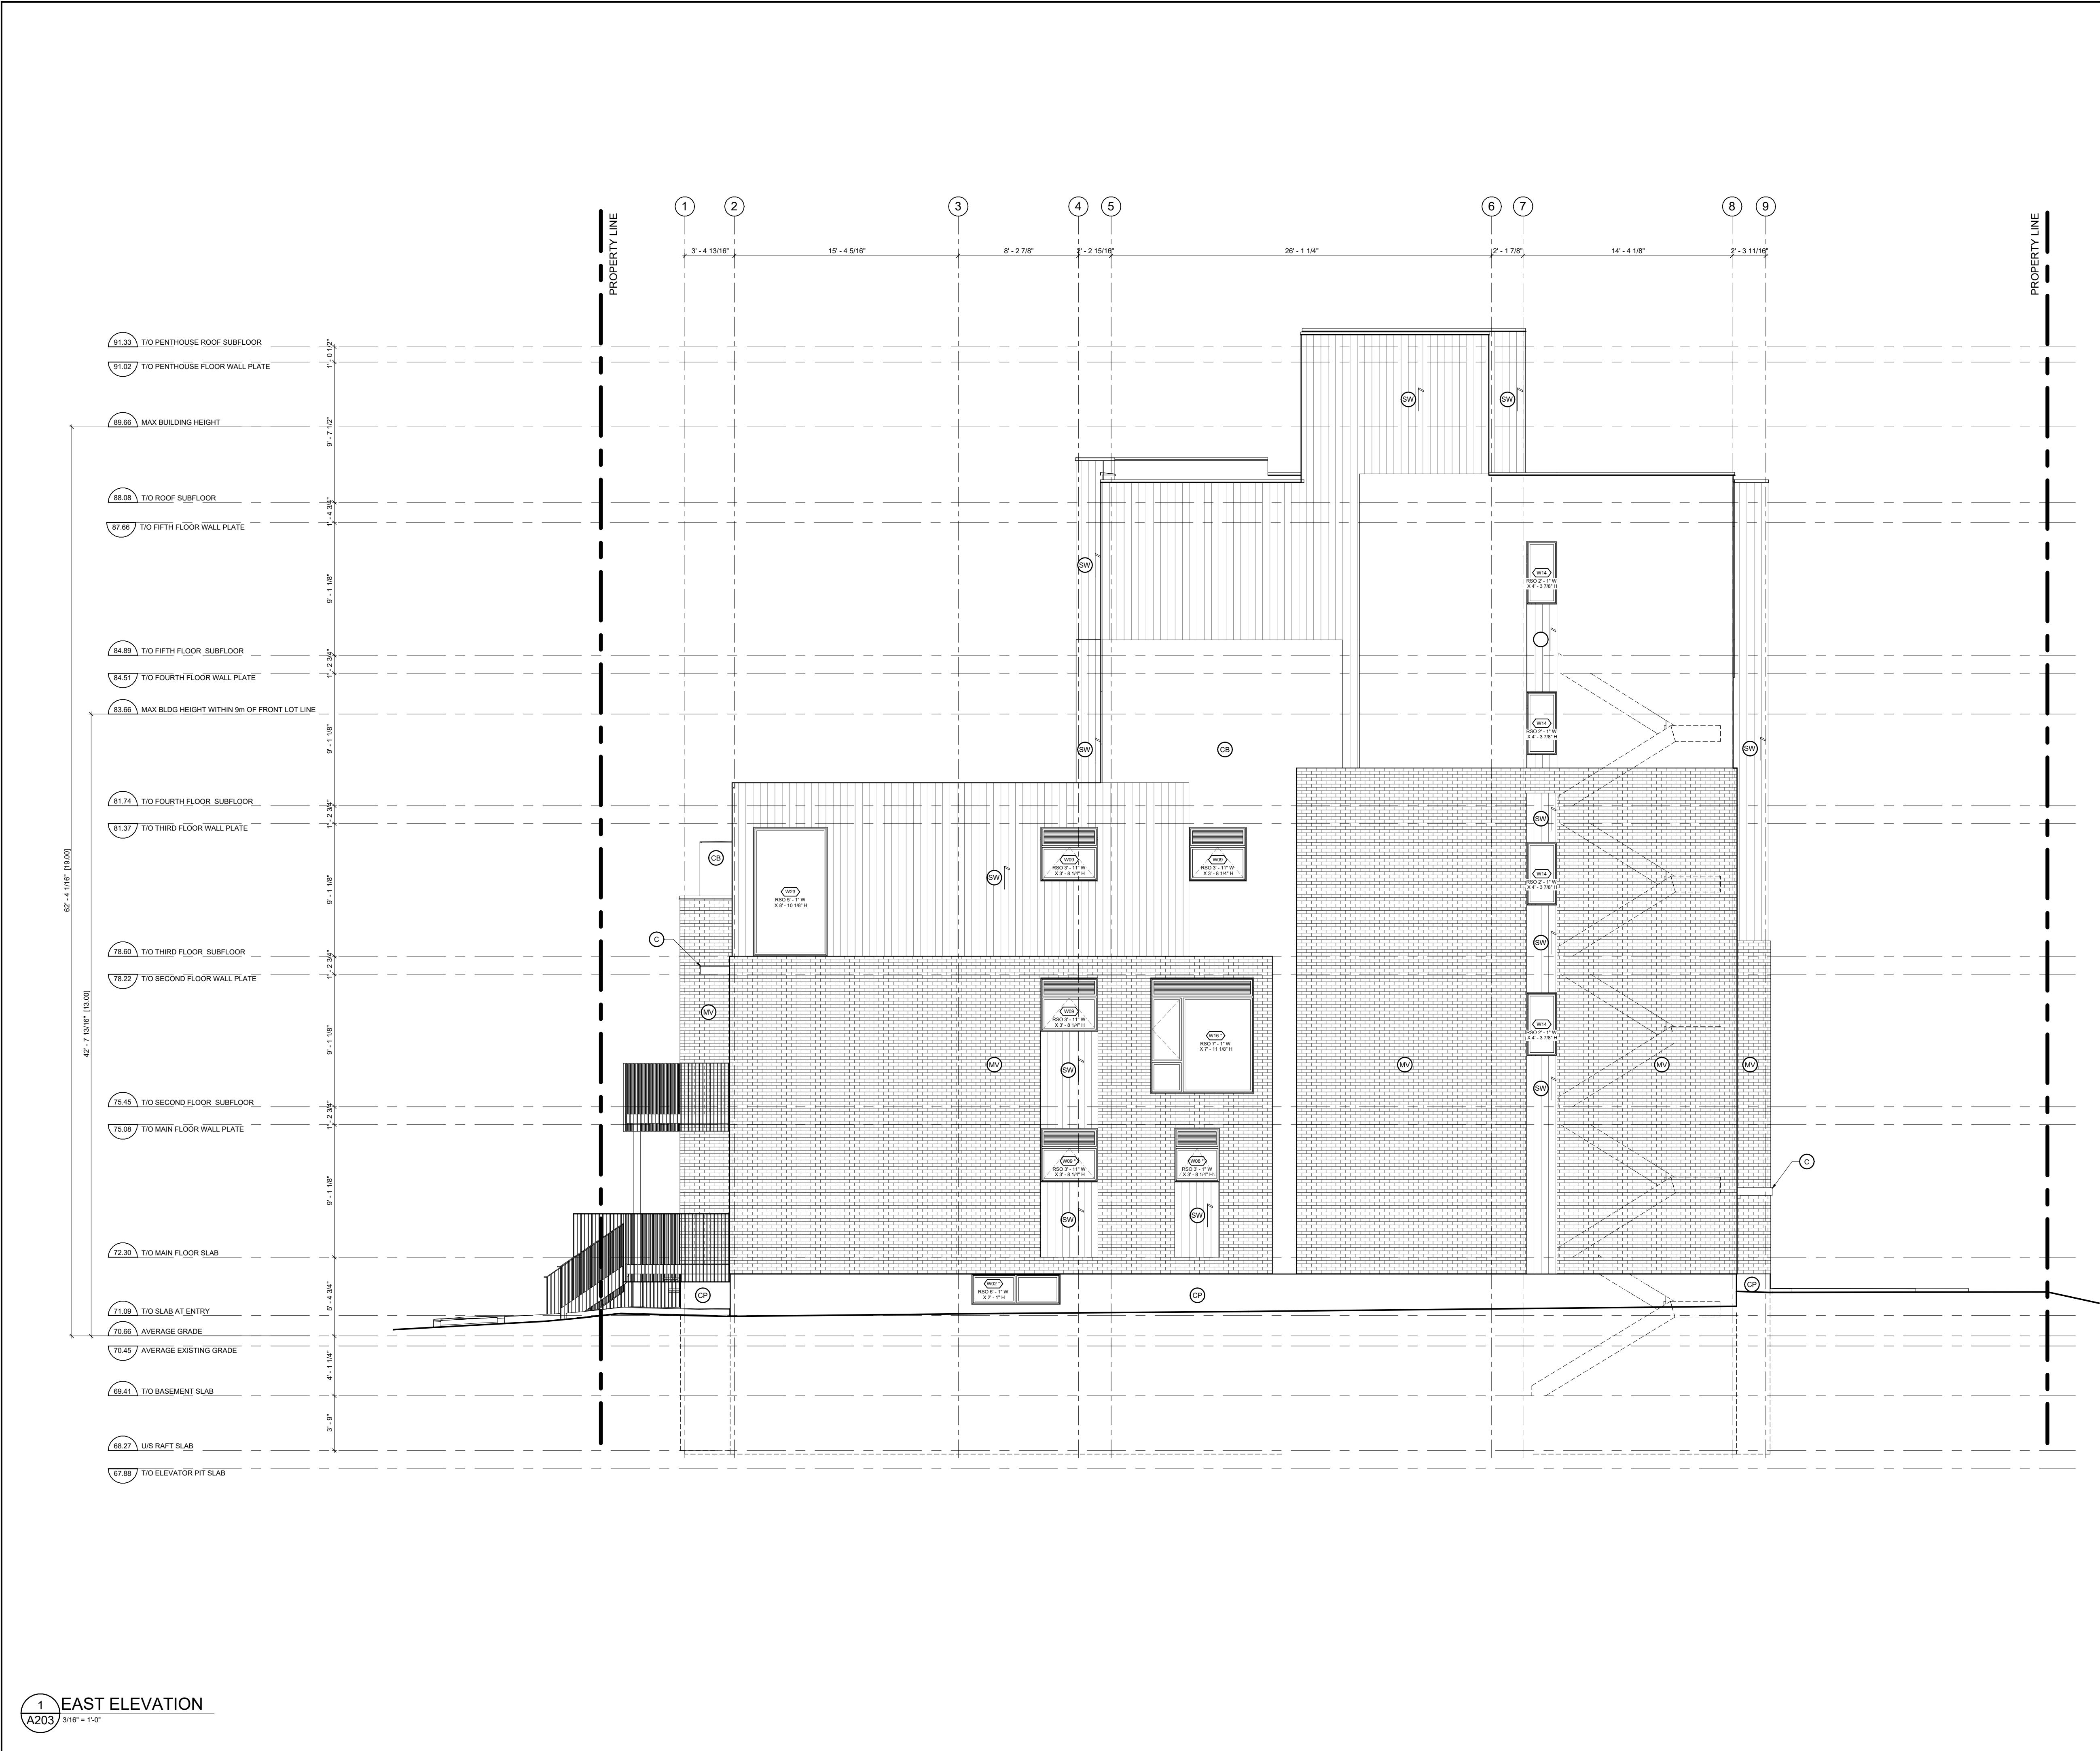 1 2 3 4 5 6 7 8 9
PROPERTY LINE
PROPERTY LINE
3' - 4 13/16" 15' - 4 5/16" 8' - 2 7/8" 2' - 2 15/16" 26' - 1 1/4" 2' - 1 7/8" 14' - 4 1/8" 2' - 3 11/16"
91.33 T/O PENTHOUSE ROOF SUBFLOOR
1' - 0 1/2"
91.02 T/O PENTHOUSE FLOOR WALL PLATE
SW SW
89.66 MAX BUILDING HEIGHT
9' - 7 1/2"
88.08 T/O ROOF SUBFLOOR
1' - 4 3/4"
87.66 T/O FIFTH FLOOR WALL PLATE
SW
W14
RSO 2' - 1" W
X 4' - 3 7/8" H
9' - 1 1/8"
84.89 T/O FIFTH FLOOR SUBFLOOR
1' - 2 3/4"
84.51 T/O FOURTH FLOOR WALL PLATE
83.66 MAX BLDG HEIGHT WITHIN 9m OF FRONT LOT LINE
W14
RSO 2' - 1" W
X 4' - 3 7/8" H
9' - 1 1/8"
SW CB SW
81.74 T/O FOURTH FLOOR SUBFLOOR
1' - 2 3/4"
SW
81.37 T/O THIRD FLOOR WALL PLATE
CB
W09
RSO 3' - 11" W
X 3' - 8 1/4" H
W09
RSO 3' - 11" W
X 3' - 8 1/4" H
SW
W14
RSO 2' - 1" W
X 4' - 3 7/8" H
W23
RSO 6' - 1" W
X 8' - 10 1/8" H
62' - 4 1/16" [19.00]
9' - 1 1/8"
C
SW
78.60 T/O THIRD FLOOR SUBFLOOR
1' - 2 3/4"
78.22 T/O SECOND FLOOR WALL PLATE
MV
W09
RSO 3' - 11" W
X 3' - 8 1/4" H
W16 *
RSO 7' - 1" W
X 7' - 11 1/8" H
W14
RSO 2' - 1" W
X 4' - 3 7/8" H
42' - 7 13/16" [13.00]
9' - 1 1/8"
MV SW MV MV MV
SW
75.45 T/O SECOND FLOOR SUBFLOOR
1' - 2 3/4"
75.08 T/O MAIN FLOOR WALL PLATE
W09 *
RSO 3' - 11" W
X 3' - 8 1/4" H
W08 *
RSO 3' - 1" W
X 3' - 8 1/4" H
C
9' - 1 1/8"
SW SW
72.30 T/O MAIN FLOOR SLAB
5' - 4 3/4"
CP
W02 *
RSO 6' - 1" W
X 2' - 1" H
CP CP
71.09 T/O SLAB AT ENTRY
70.66 AVERAGE GRADE
70.45 AVERAGE EXISTING GRADE
4' - 1 1/4"
69.41 T/O BASEMENT SLAB
3' - 9"
68.27 U/S RAFT SLAB
67.88 T/O ELEVATOR PIT SLAB
1 EAST ELEVATION
A203 3/16" = 1'-0"